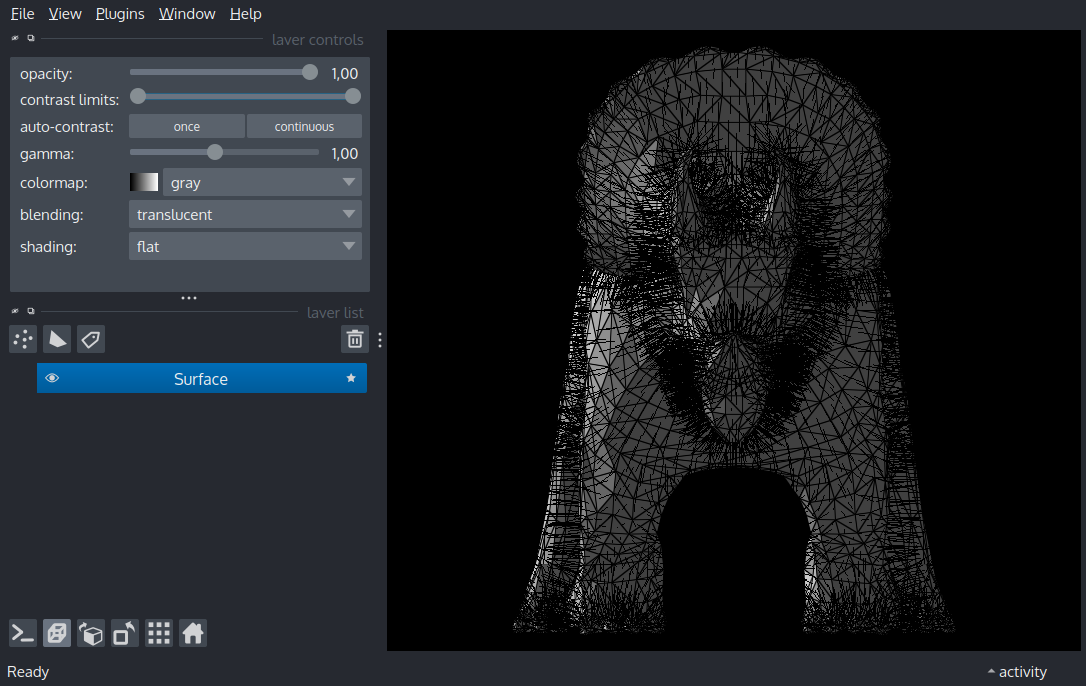 File View Plugins Window Help
layer controls
opacity: 1,00
contrast limits:
auto-contrast: once continuous
gamma: 1,00
colormap: gray
blending: translucent
shading: flat
layer list
Surface
Ready
activity